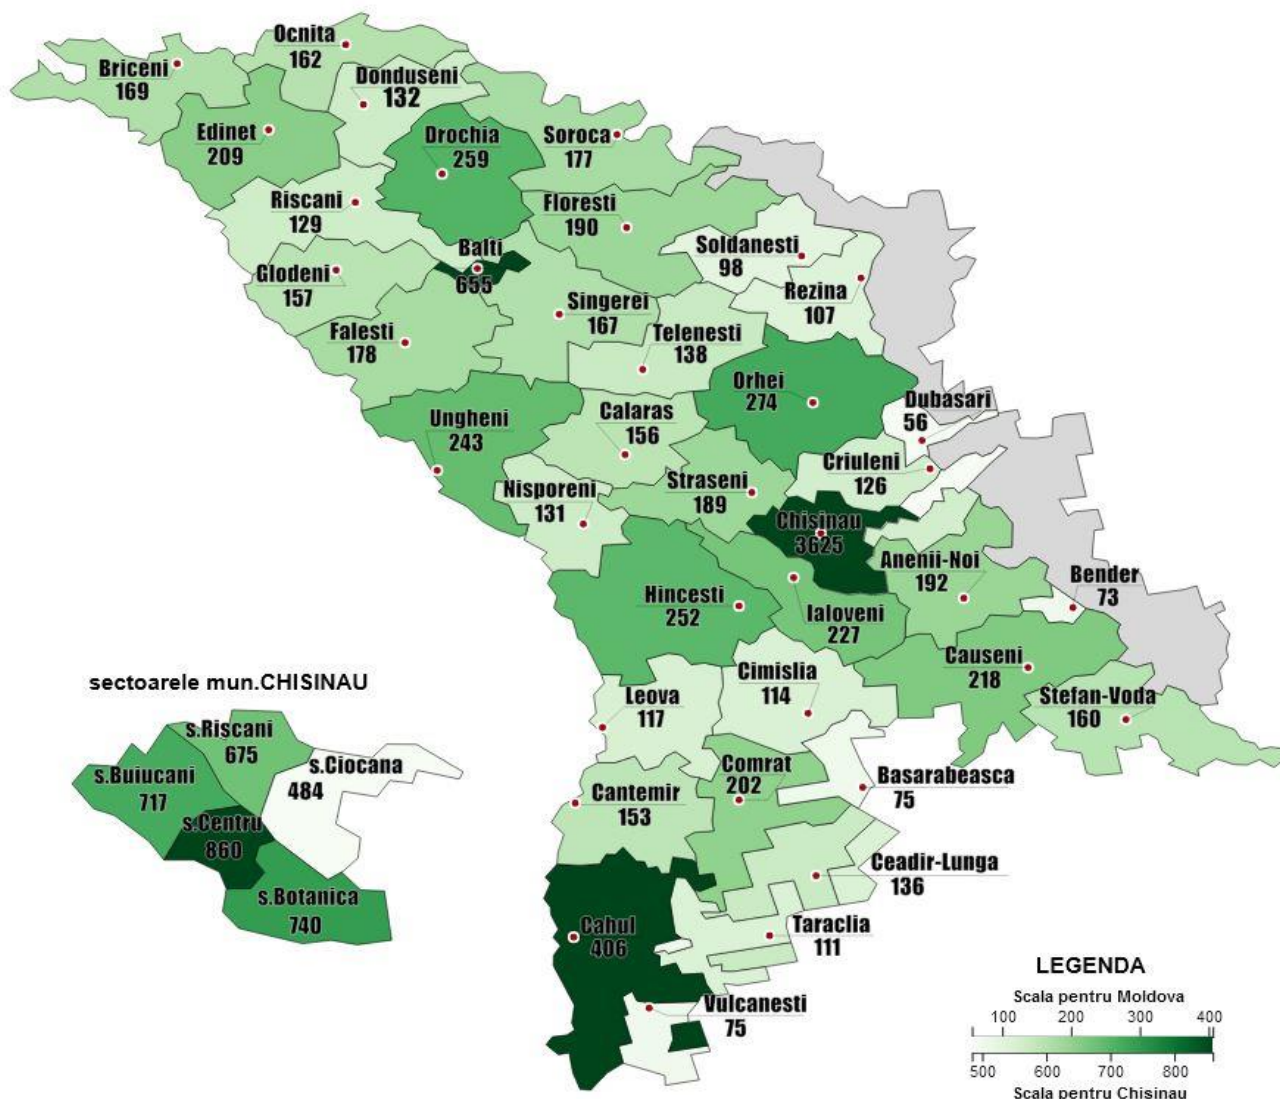 Ocnita
162
Briceni
169
Donduseni
132
Edinet
209
Drochia
259
Soroca
177
Riscani
129
Floresti
190
Balti
655
Soldanesti
98
Glodeni
157
Rezina
107
Singerei
167
Falesti
178
Telenesti
138
Orhei
274
Dubasari
56
Ungheni
243
Calaras
156
Criuleni
126
Straseni
189
Nisporeni
131
Chisinau
3625
Anenii-Noi
192
Bender
73
Hincesti
252
Ialoveni
227
Causeni
218
Cimislia
114
Leova
117
Stefan-Voda
160
Comrat
202
Basarabeasca
75
Cantemir
153
Ceadir-Lunga
136
Cahul
406
Taraclia
111
Vulcanesti
75
sectoarele mun.CHISINAU
s.Riscani
675
s.Ciocana
484
s.Buiucani
717
s.Centru
860
s.Botanica
740
LEGENDA
Scala pentru Moldova
100 200 300 400
500 600 700 800
Scala pentru Chisinau